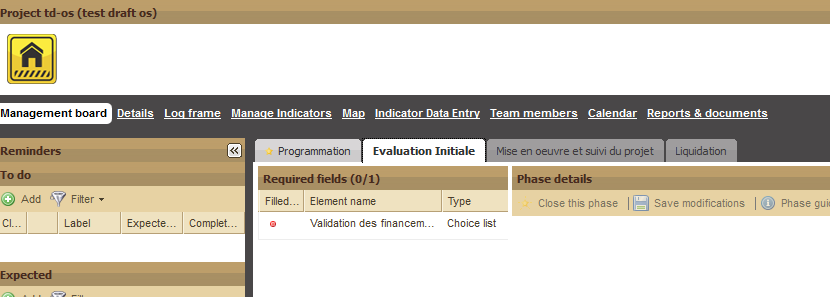 Project td-os (test draft os)
Management board Details Log frame Manage Indicators Map Indicator Data Entry Team members Calendar Reports & documents
Reminders
To do
Add Filter
Cl... Label Expecte... Complet...
Expected
Programmation Evaluation Initiale Mise en oeuvre et suivi du projet Liquidation
Required fields (0/1)
Filled... Element name Type
Validation des financem... Choice list
Phase details
Close this phase Save modifications Phase gui